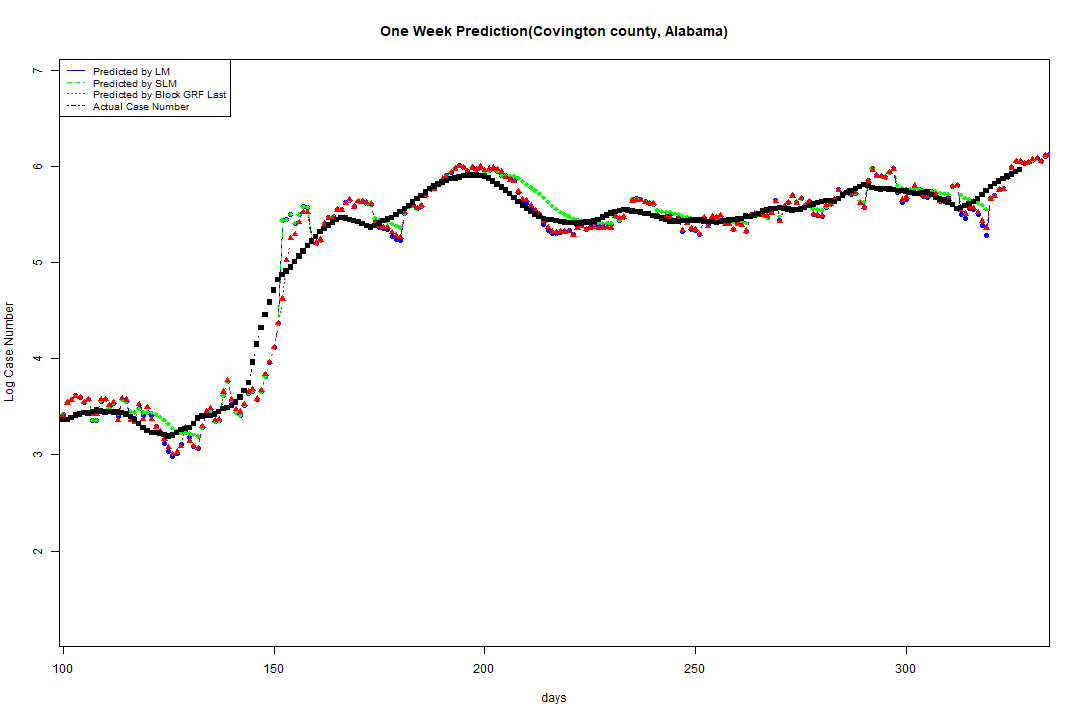 One Week Prediction(Covington county, Alabama)
Predicted by LM
Predicted by SLM
Predicted by Block GRF Last
Actual Case Number
7
6
5
4
3
2
Log Case Number
100 150 200 250 300
days